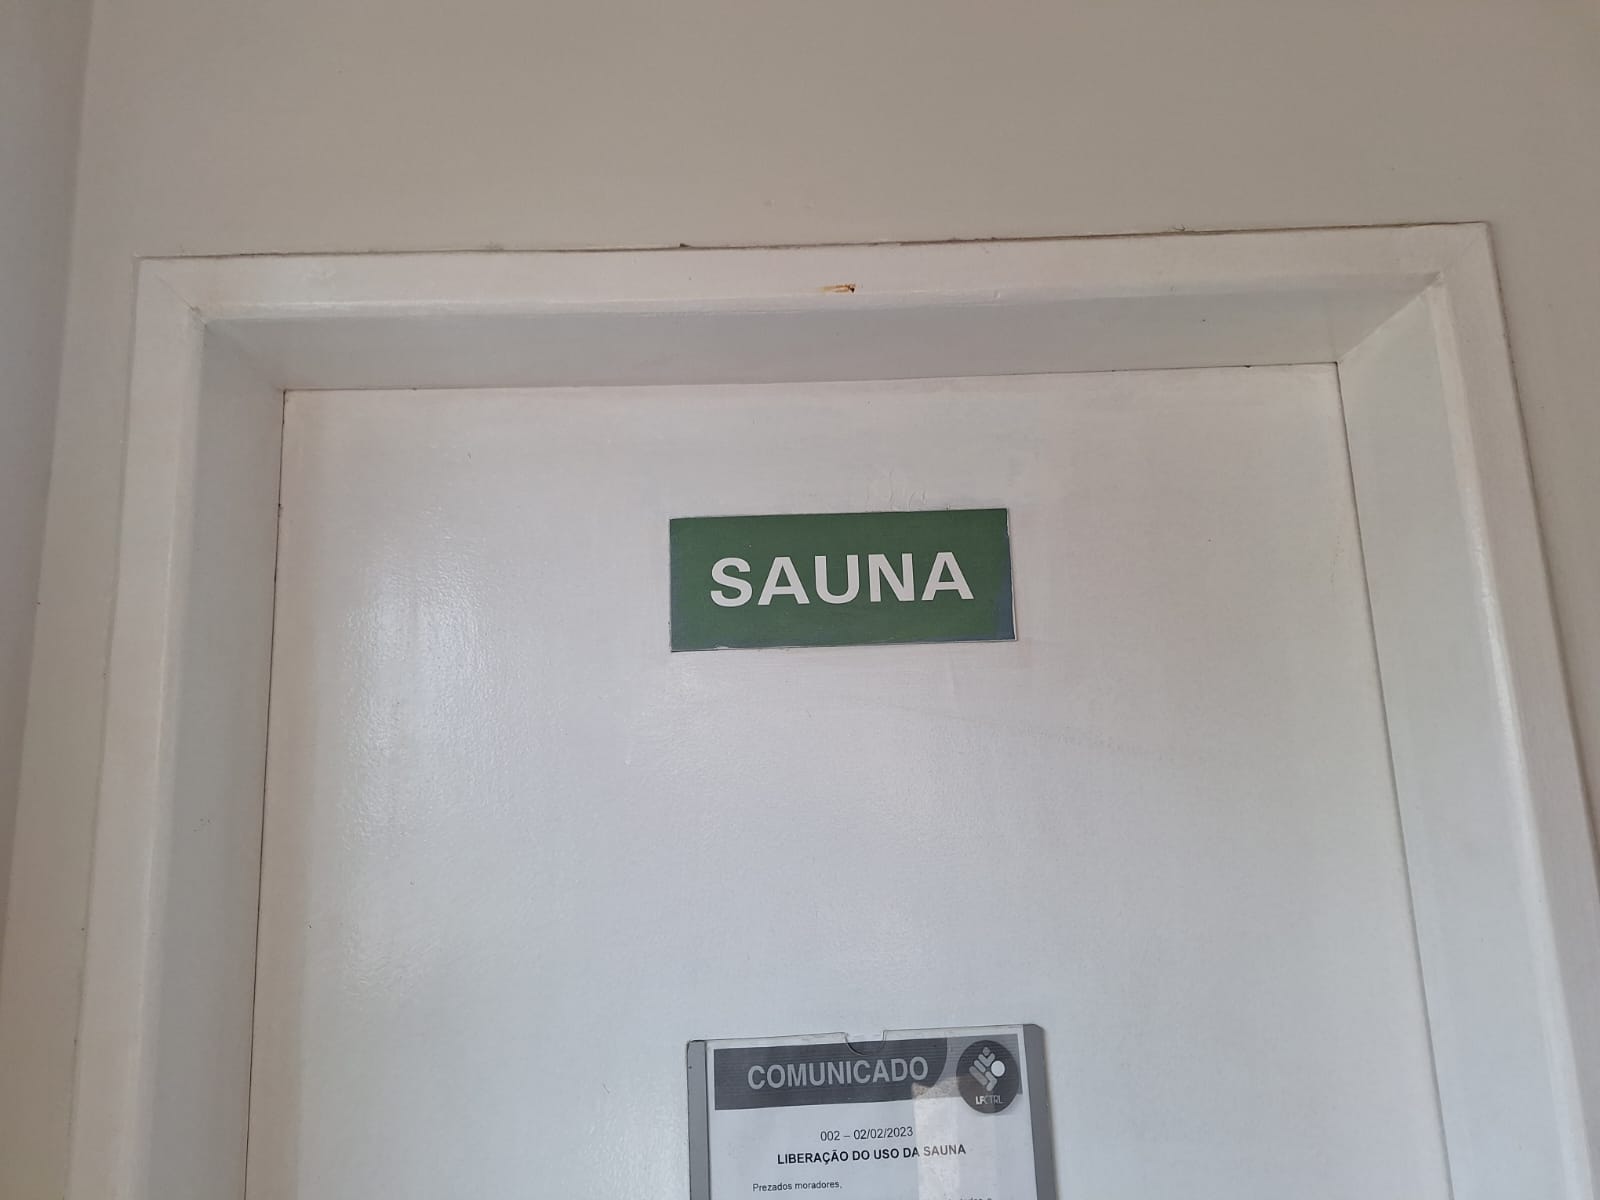 SAUNA
COMUNICADO
LFCTRL
002 – 02/02/2023
LIBERAÇÃO DO USO DA SAUNA
Prezados moradores,